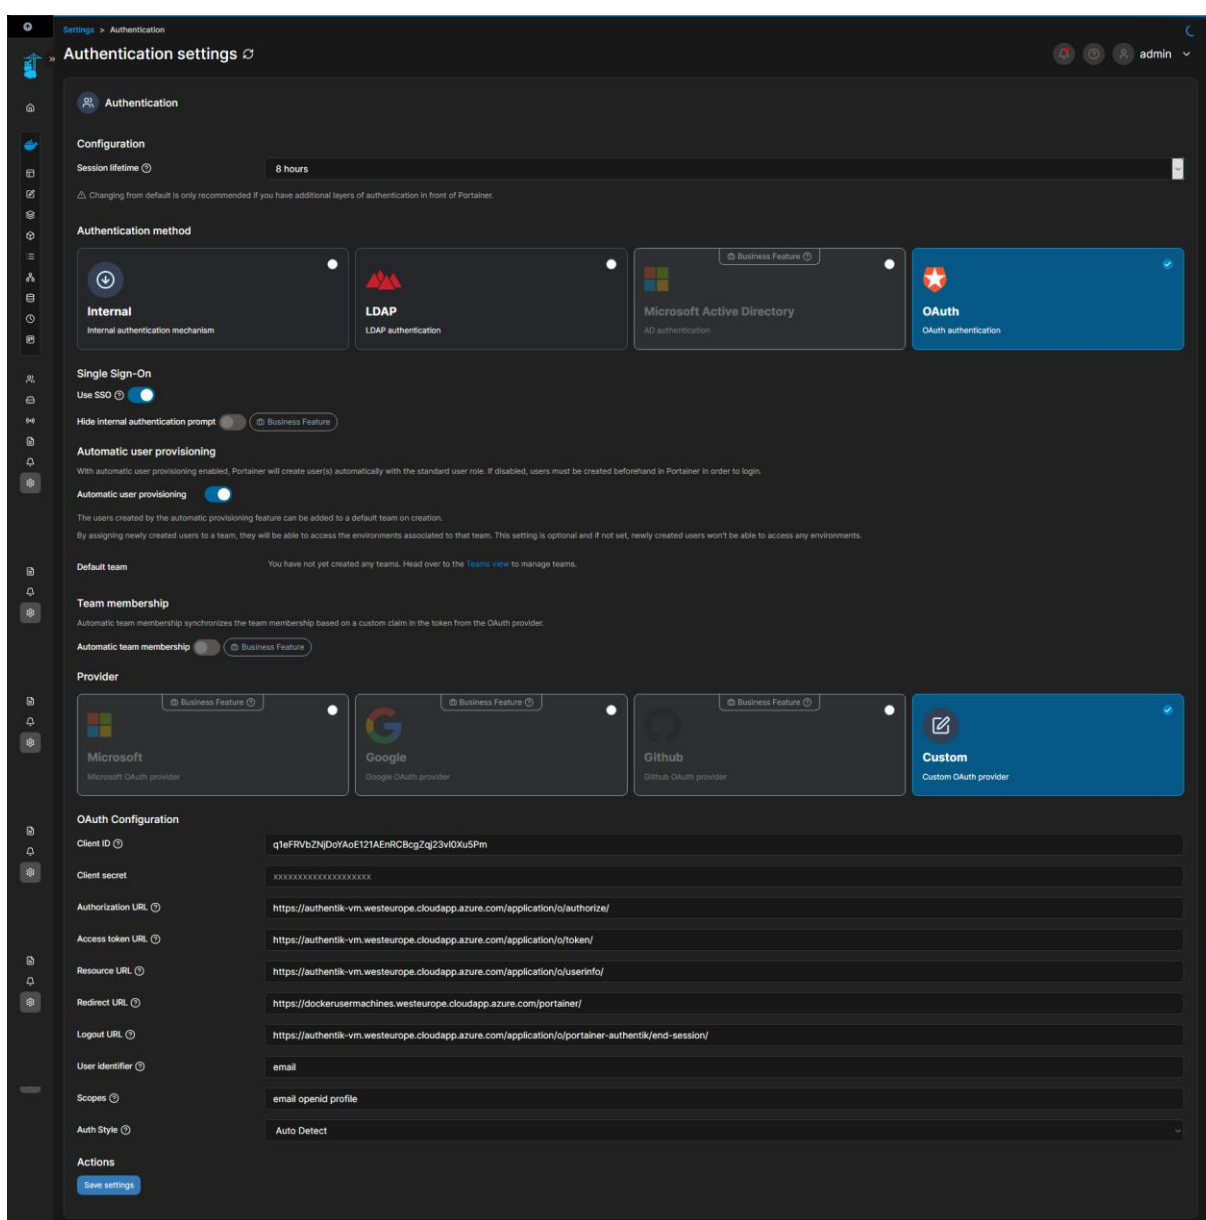 Settings > Authentication
Authentication settings
admin
Authentication
Configuration
Session lifetime
8 hours
Changing from default is only recommended if you have additional layers of authentication in front of Portainer.
Authentication method
Internal
Internal authentication mechanism
LDAP
LDAP authentication
Business Feature
Microsoft Active Directory
AD authentication
OAuth
OAuth authentication
Single Sign-On
Use SSO
Hide internal authentication prompt
Business Feature
Automatic user provisioning
With automatic user provisioning enabled, Portainer will create user(s) automatically with the standard user role. If disabled, users must be created beforehand in Portainer in order to login.
Automatic user provisioning
The users created by the automatic provisioning feature can be added to a default team on creation.
By assigning newly created users to a team, they will be able to access the environments associated to that team. This setting is optional and if not set, newly created users won't be able to access any environments.
Default team
You have not yet created any teams. Head over to the Teams view to manage teams.
Team membership
Automatic team membership synchronizes the team membership based on a custom claim in the token from the OAuth provider.
Automatic team membership
Business Feature
Provider
Business Feature
Microsoft
Microsoft OAuth provider
Business Feature
Google
Google OAuth provider
Business Feature
Github
Github OAuth provider
Custom
Custom OAuth provider
OAuth Configuration
Client ID
q1eFRVbZNjDoYAoE121AEnRCBcgZqj23vI0Xu5Pm
Client secret
xxxxxxxxxxxxxxxxxxxx
Authorization URL
https://authentik-vm.westeurope.cloudapp.azure.com/application/o/authorize/
Access token URL
https://authentik-vm.westeurope.cloudapp.azure.com/application/o/token/
Resource URL
https://authentik-vm.westeurope.cloudapp.azure.com/application/o/userinfo/
Redirect URL
https://dockerusermachines.westeurope.cloudapp.azure.com/portainer/
Logout URL
https://authentik-vm.westeurope.cloudapp.azure.com/application/o/portainer-authentik/end-session/
User identifier
email
Scopes
email openid profile
Auth Style
Auto Detect
Actions
Save settings